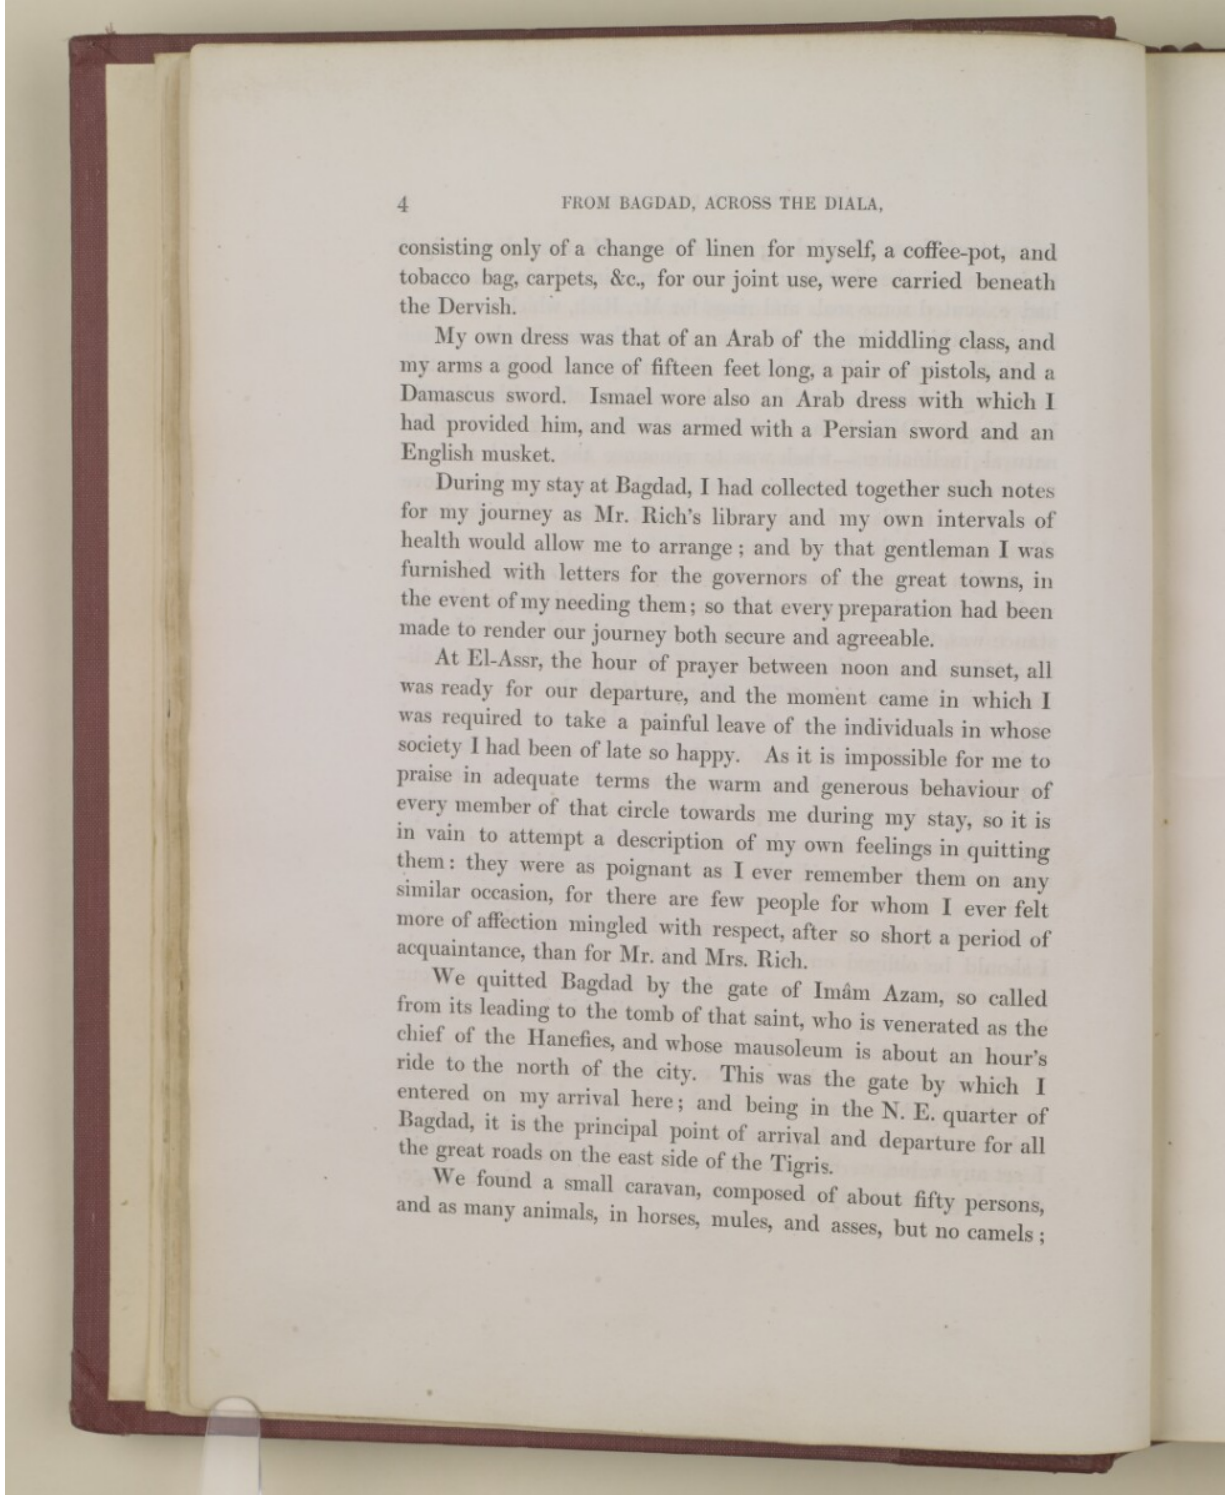 4 FROM BAGDAD, ACROSS THE DIALA,
consisting only of a change of linen for myself, a coffee-pot, and
tobacco bag, carpets, &c., for our joint use, were carried beneath
the Dervish.
My own dress was that of an Arab of the middling class, and
my arms a good lance of fifteen feet long, a pair of pistols, and a
Damascus sword. Ismael wore also an Arab dress with which I
had provided him, and was armed with a Persian sword and an
English musket.
During my stay at Bagdad, I had collected together such notes
for my journey as Mr. Rich's library and my own intervals of
health would allow me to arrange; and by that gentleman I was
furnished with letters for the governors of the great towns, in
the event of my needing them; so that every preparation had been
made to render our journey both secure and agreeable.
At El-Assr, the hour of prayer between noon and sunset, all
was ready for our departure, and the moment came in which I
was required to take a painful leave of the individuals in whose
society I had been of late so happy. As it is impossible for me to
praise in adequate terms the warm and generous behaviour of
every member of that circle towards me during my stay, so it is
in vain to attempt a description of my own feelings in quitting
them: they were as poignant as I ever remember them on any
similar occasion, for there are few people for whom I ever felt
more of affection mingled with respect, after so short a period of
acquaintance, than for Mr. and Mrs. Rich.
We quitted Bagdad by the gate of Imâm Azam, so called
from its leading to the tomb of that saint, who is venerated as the
chief of the Hanefies, and whose mausoleum is about an hour's
ride to the north of the city. This was the gate by which I
entered on my arrival here; and being in the N. E. quarter of
Bagdad, it is the principal point of arrival and departure for all
the great roads on the east side of the Tigris.
We found a small caravan, composed of about fifty persons,
and as many animals, in horses, mules, and asses, but no camels;